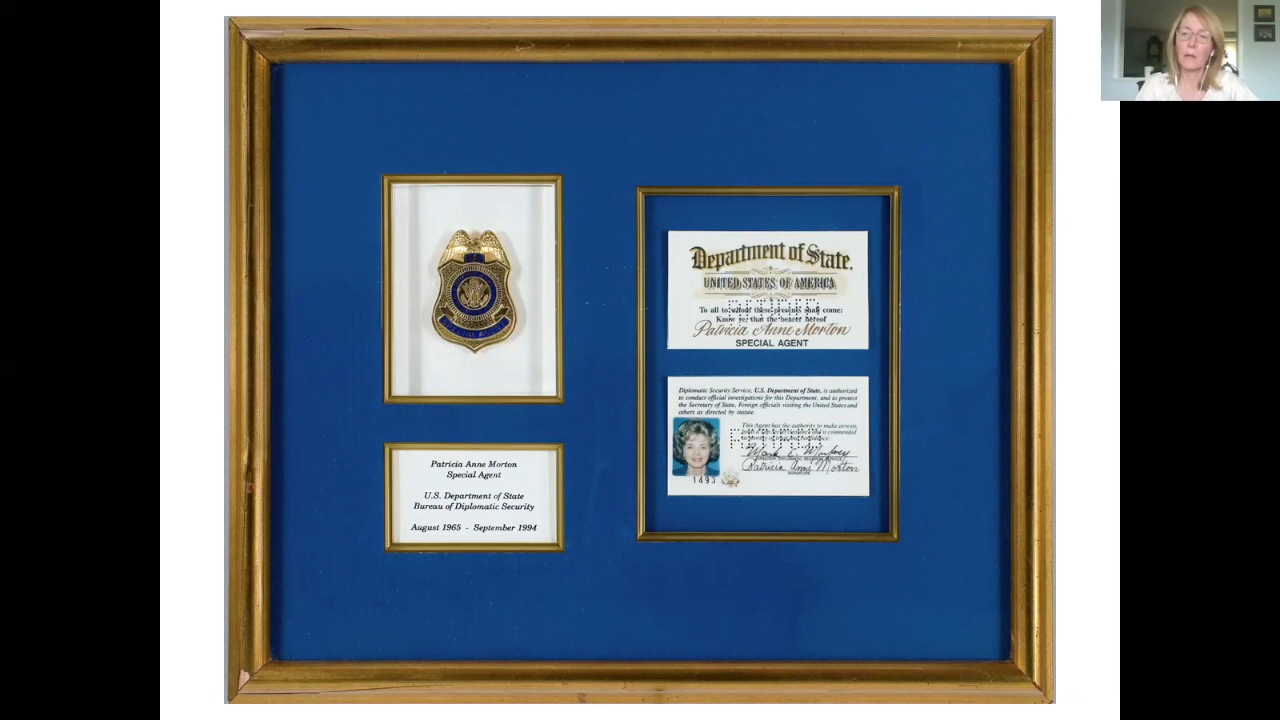 Patricia Anne Morton
Special Agent
U.S. Department of State
Bureau of Diplomatic Security
August 1965 - September 1994
Department of State.
UNITED STATES OF AMERICA
To all to whom these presents shall come:
Know ye, that the bearer hereof
Patricia Anne Morton
SPECIAL AGENT
Diplomatic Security Service, U.S. Department of State, is authorized
to conduct official investigations for this Department, and to protect
the Secretary of State, Foreign officials visiting the United States and
others as directed by statute.
This Agent has the authority to make arrests,
and is commended
Patricia Anne Morton
SIGNATURE
1493